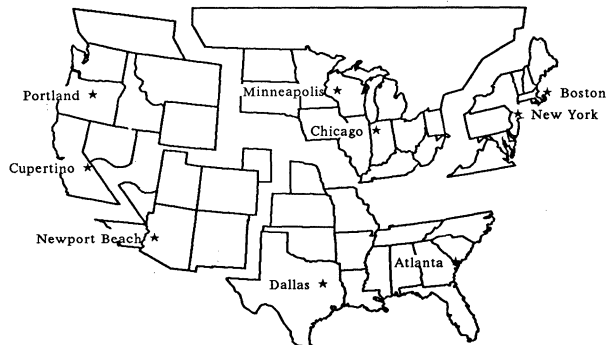 Minneapolis
Boston
Portland
New York
Chicago
Cupertino
Newport Beach
Atlanta
Dallas